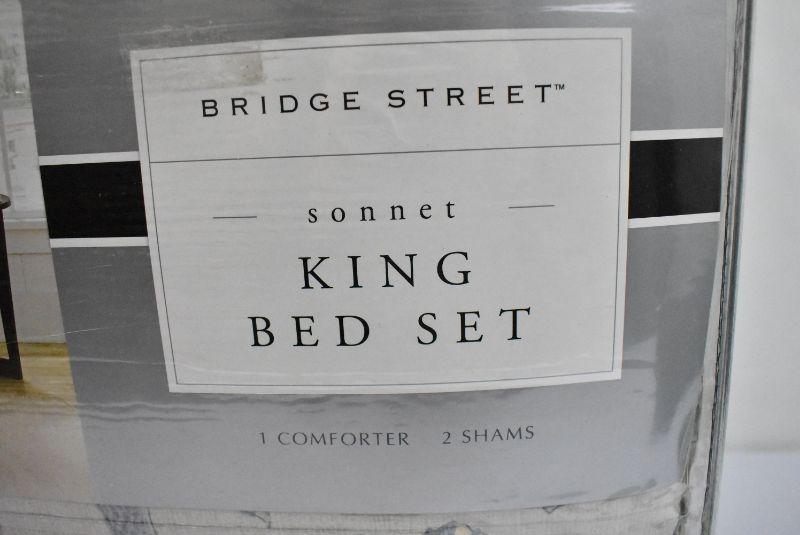 BRIDGE STREET™
sonnet
KING
BED SET
1 COMFORTER 2 SHAMS